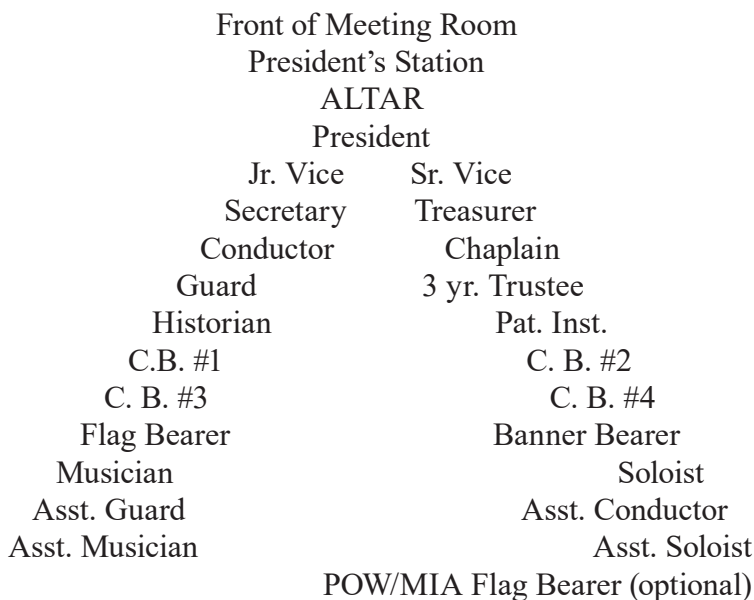 Front of Meeting Room
President’s Station
ALTAR
President
Jr. Vice Sr. Vice
Secretary Treasurer
Conductor Chaplain
Guard 3 yr. Trustee
Historian Pat. Inst.
C.B. #1 C. B. #2
C. B. #3 C. B. #4
Flag Bearer Banner Bearer
Musician Soloist
Asst. Guard Asst. Conductor
Asst. Musician Asst. Soloist
POW/MIA Flag Bearer (optional)